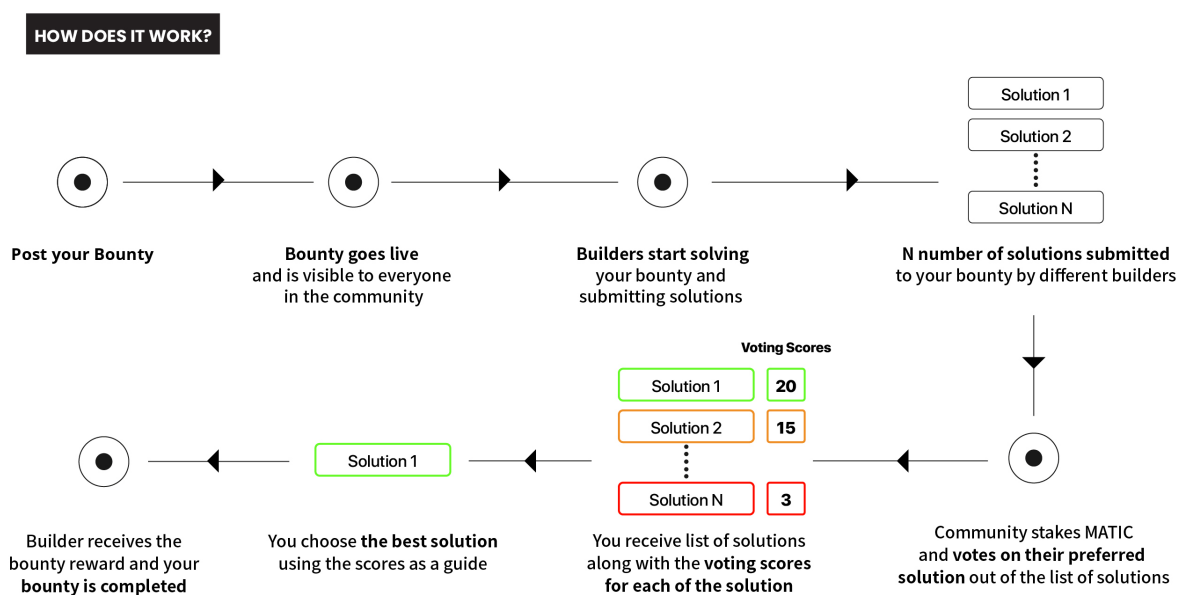 HOW DOES IT WORK?
Solution 1
Solution 2
Solution N
Post your Bounty
Bounty goes live
and is visible to everyone
in the community
Builders start solving
your bounty and
submitting solutions
N number of solutions submitted
to your bounty by different builders
Community stakes MATIC
and votes on their preferred
solution out of the list of solutions
Voting Scores
Solution 1 20
Solution 2 15
Solution N 3
You receive list of solutions
along with the voting scores
for each of the solution
Solution 1
You choose the best solution
using the scores as a guide
Builder receives the
bounty reward and your
bounty is completed